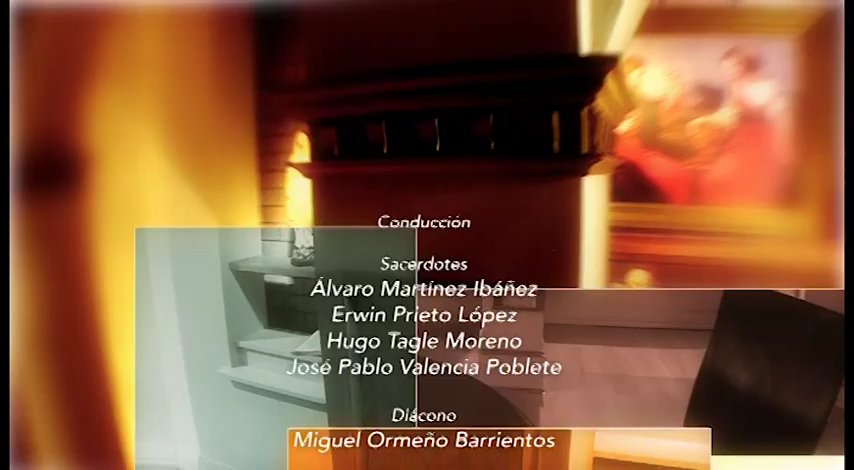 Conducción
Sacerdotes
Álvaro Martínez Ibáñez
Erwin Prieto López
Hugo Tagle Moreno
José Pablo Valencia Poblete
Diácono
Miguel Ormeño Barrientos